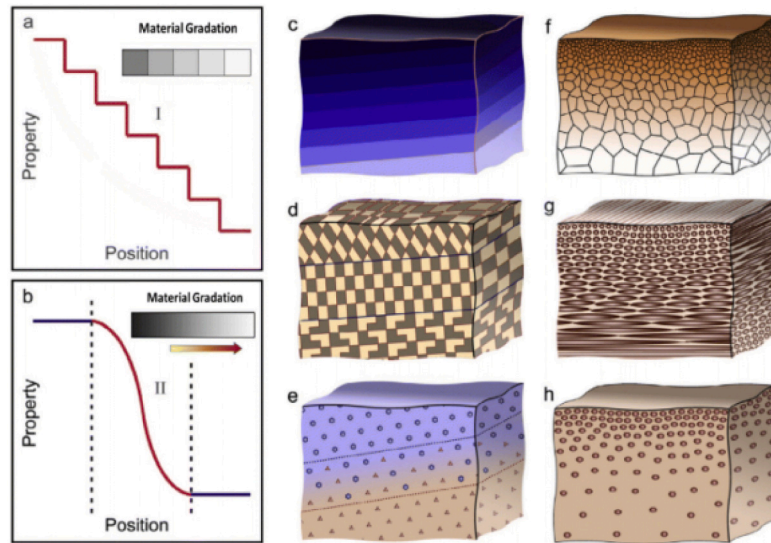 a
Material Gradation
I
Property
Position
b
Material Gradation
II
Property
Position
c
d
e
f
g
h